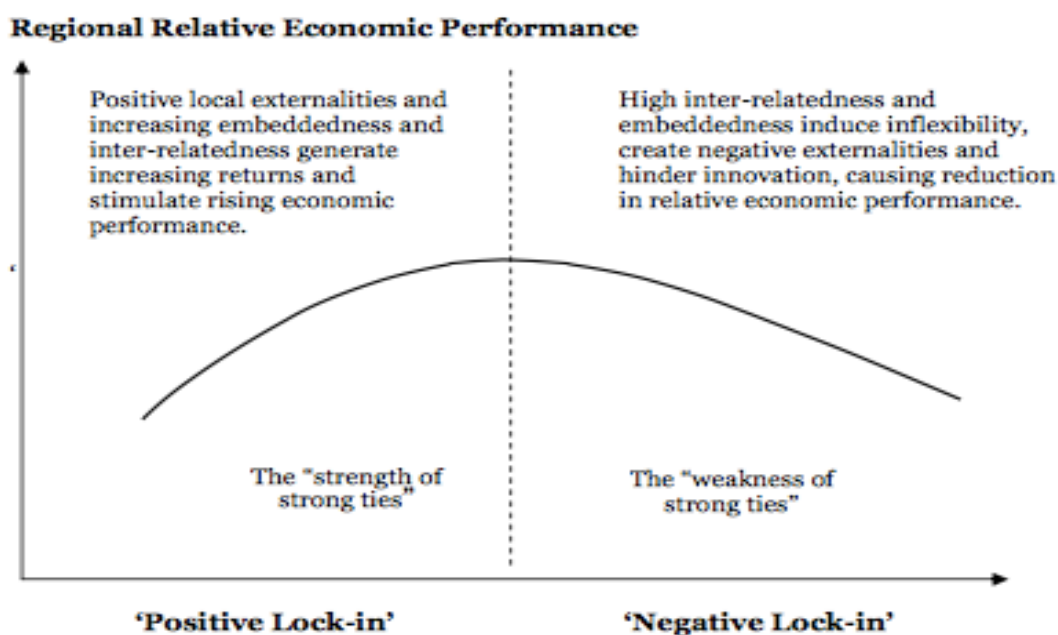 Regional Relative Economic Performance
Positive local externalities and
increasing embeddedness and
inter-relatedness generate
increasing returns and
stimulate rising economic
performance.
High inter-relatedness and
embeddedness induce inflexibility,
create negative externalities and
hinder innovation, causing reduction
in relative economic performance.
‘
The “strength of
strong ties”
The “weakness of
strong ties”
‘Positive Lock-in’
‘Negative Lock-in’